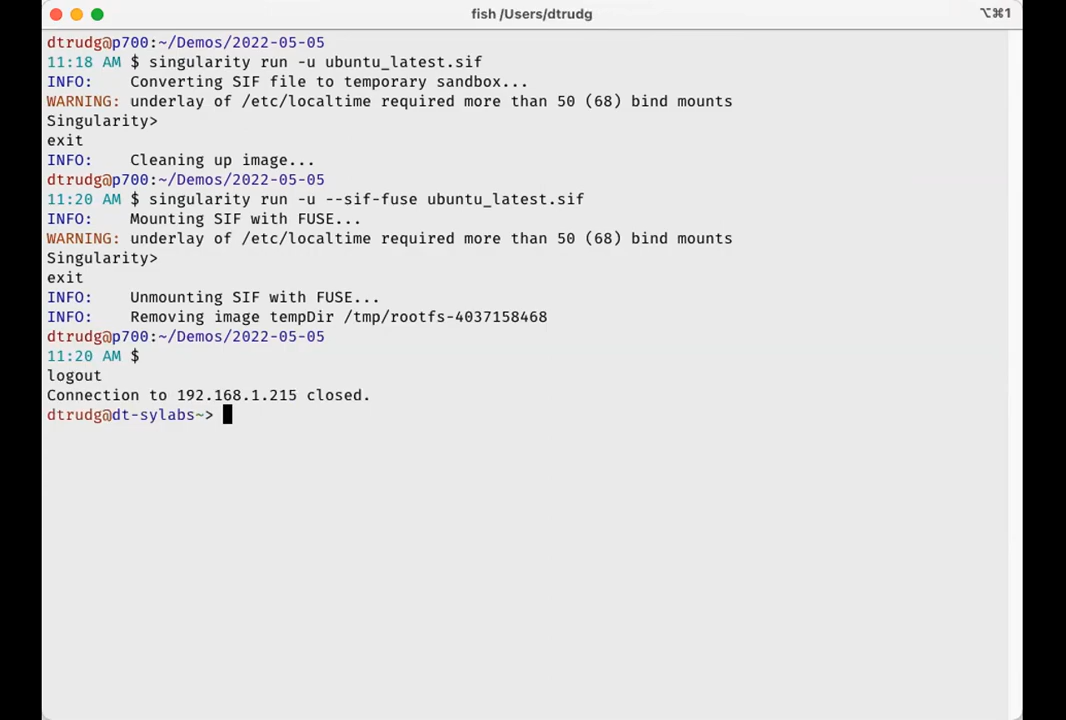 fish /Users/dtrudg
⌥⌘1
dtrudg@p700:~/Demos/2022-05-05
11:18 AM $ singularity run -u ubuntu_latest.sif
INFO:    Converting SIF file to temporary sandbox...
WARNING: underlay of /etc/localtime required more than 50 (68) bind mounts
Singularity>
exit
INFO:    Cleaning up image...
dtrudg@p700:~/Demos/2022-05-05
11:20 AM $ singularity run -u --sif-fuse ubuntu_latest.sif
INFO:    Mounting SIF with FUSE...
WARNING: underlay of /etc/localtime required more than 50 (68) bind mounts
Singularity>
exit
INFO:    Unmounting SIF with FUSE...
INFO:    Removing image tempDir /tmp/rootfs-4037158468
dtrudg@p700:~/Demos/2022-05-05
11:20 AM $
logout
Connection to 192.168.1.215 closed.
dtrudg@dt-sylabs~>